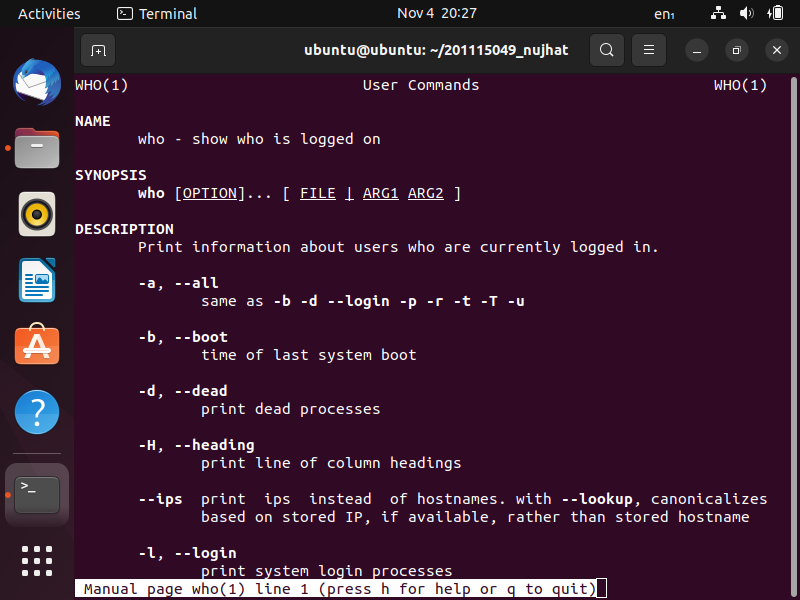 Activities Terminal Nov 4 20:27 en₁
ubuntu@ubuntu: ~/201115049_nujhat
WHO(1) User Commands WHO(1)
NAME
who - show who is logged on
SYNOPSIS
who [OPTION]... [ FILE | ARG1 ARG2 ]
DESCRIPTION
Print information about users who are currently logged in.
-a, --all
same as -b -d --login -p -r -t -T -u
-b, --boot
time of last system boot
-d, --dead
print dead processes
-H, --heading
print line of column headings
--ips print ips instead of hostnames. with --lookup, canonicalizes
based on stored IP, if available, rather than stored hostname
-l, --login
print system login processes
Manual page who(1) line 1 (press h for help or q to quit)